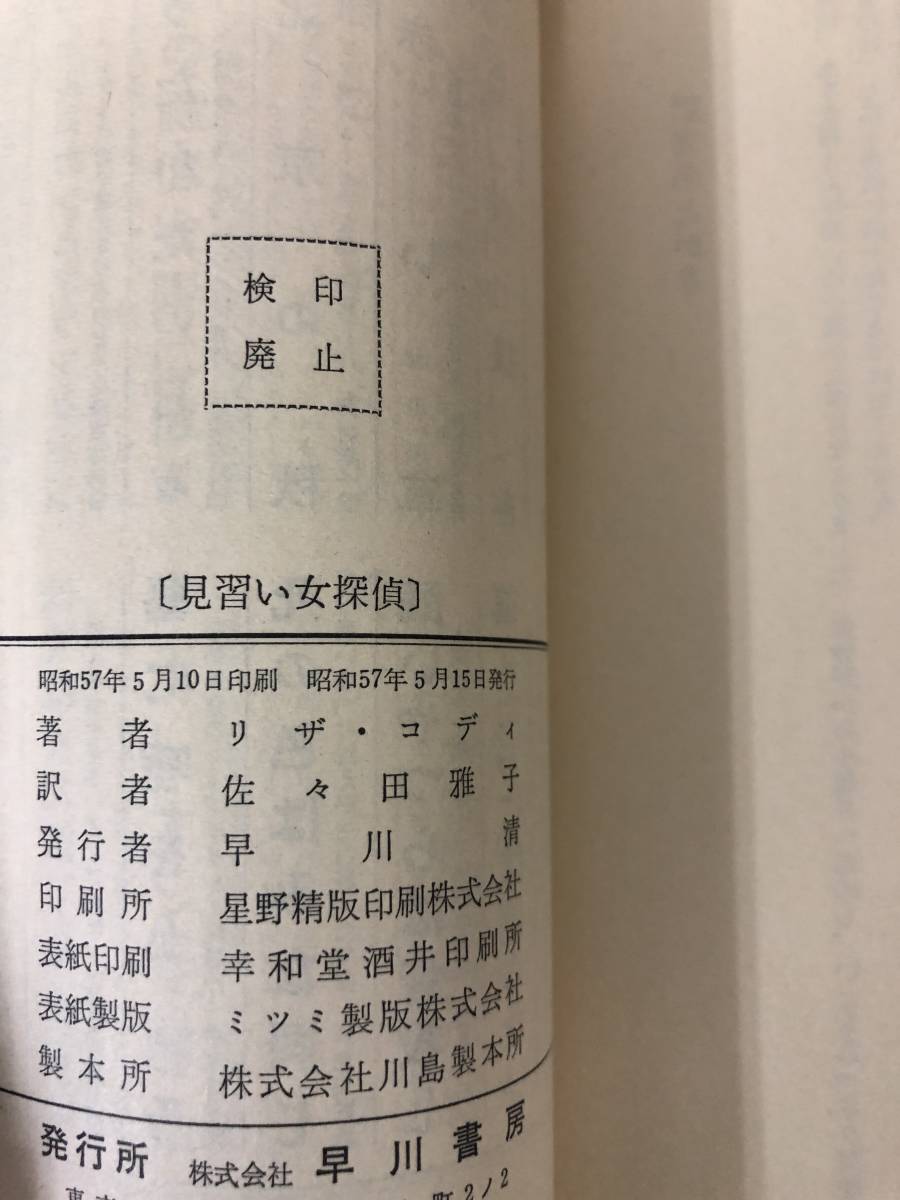 検印
廃止
〔見習い女探偵〕
昭和57年5月10日印刷 昭和57年5月15日発行
著者 リザ・コディ
訳者 佐々田雅子
発行者 早川清
印刷所 星野精版印刷株式会社
表紙印刷 幸和堂酒井印刷所
表紙製版 ミツミ製版株式会社
製本所 株式会社川島製本所
発行所 株式会社 早川書房
町2ノ2